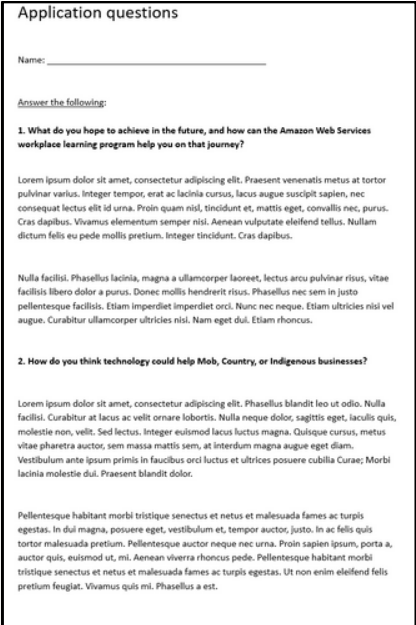 Application questions
Name: ___________________________________________
Answer the following:
1. What do you hope to achieve in the future, and how can the Amazon Web Services
workplace learning program help you on that journey?
Lorem ipsum dolor sit amet, consectetur adipiscing elit. Praesent venenatis metus at tortor
pulvinar varius. Integer tempor, erat ac lacinia cursus, lacus augue suscipit sapien, nec
consequat lectus elit id urna. Proin quam nisl, tincidunt et, mattis eget, convallis nec, purus.
Cras dapibus. Vivamus elementum semper nisi. Aenean vulputate eleifend tellus. Nullam
dictum felis eu pede mollis pretium. Integer tincidunt. Cras dapibus.
Nulla facilisi. Phasellus lacinia, magna a ullamcorper laoreet, lectus arcu pulvinar risus, vitae
facilisis libero dolor a purus. Donec mollis hendrerit risus. Phasellus nec sem in justo
pellentesque facilisis. Etiam imperdiet imperdiet orci. Nunc nec neque. Etiam ultricies nisi vel
augue. Curabitur ullamcorper ultricies nisi. Nam eget dui. Etiam rhoncus.
2. How do you think technology could help Mob, Country, or Indigenous businesses?
Lorem ipsum dolor sit amet, consectetur adipiscing elit. Phasellus blandit leo ut odio. Nulla
facilisi. Curabitur at lacus ac velit ornare lobortis. Nulla neque dolor, sagittis eget, iaculis quis,
molestie non, velit. Sed lectus. Integer euismod lacus luctus magna. Quisque cursus, metus
vitae pharetra auctor, sem massa mattis sem, at interdum magna augue eget diam.
Vestibulum ante ipsum primis in faucibus orci luctus et ultrices posuere cubilia Curae; Morbi
lacinia molestie dui. Praesent blandit dolor.
Pellentesque habitant morbi tristique senectus et netus et malesuada fames ac turpis
egestas. In dui magna, posuere eget, vestibulum et, tempor auctor, justo. In ac felis quis
tortor malesuada pretium. Pellentesque auctor neque nec urna. Proin sapien ipsum, porta a,
auctor quis, euismod ut, mi. Aenean viverra rhoncus pede. Pellentesque habitant morbi
tristique senectus et netus et malesuada fames ac turpis egestas. Ut non enim eleifend felis
pretium feugiat. Vivamus quis mi. Phasellus a est.